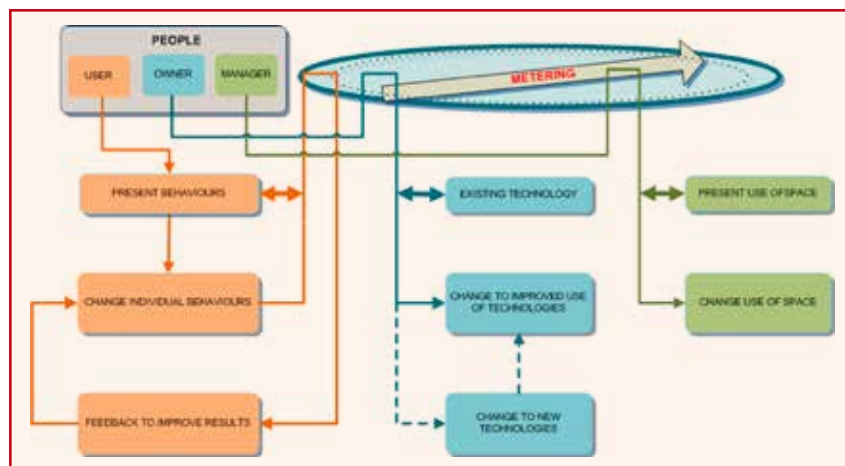 PEOPLE
USER
OWNER
MANAGER
METERING
PRESENT BEHAVIOURS
EXISTING TECHNOLOGY
PRESENT USE OFSPACE
CHANGE INDIVIDUAL BEHAVIOURS
CHANGE TO IMPROVED USE
OF TECHNOLOGIES
CHANGE USE OF SPACE
FEEDBACK TO IMPROVE RESULTS
CHANGE TO NEW
TECHNOLOGIES